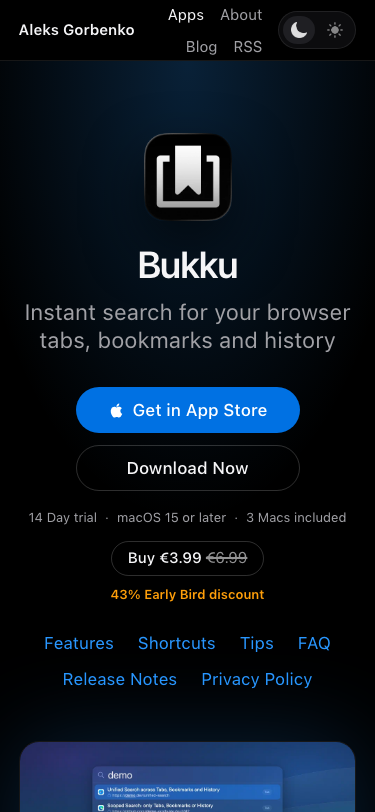 Aleks Gorbenko
Apps About
Blog RSS
Bukku
Instant search for your browser
tabs, bookmarks and history
Get in App Store
Download Now
14 Day trial · macOS 15 or later · 3 Macs included
Buy €3.99 €6.99
43% Early Bird discount
Features Shortcuts Tips FAQ
Release Notes Privacy Policy
demo
Unified Search across Tabs, Bookmarks and History
Scoped Search: only Tabs, Bookmarks or History